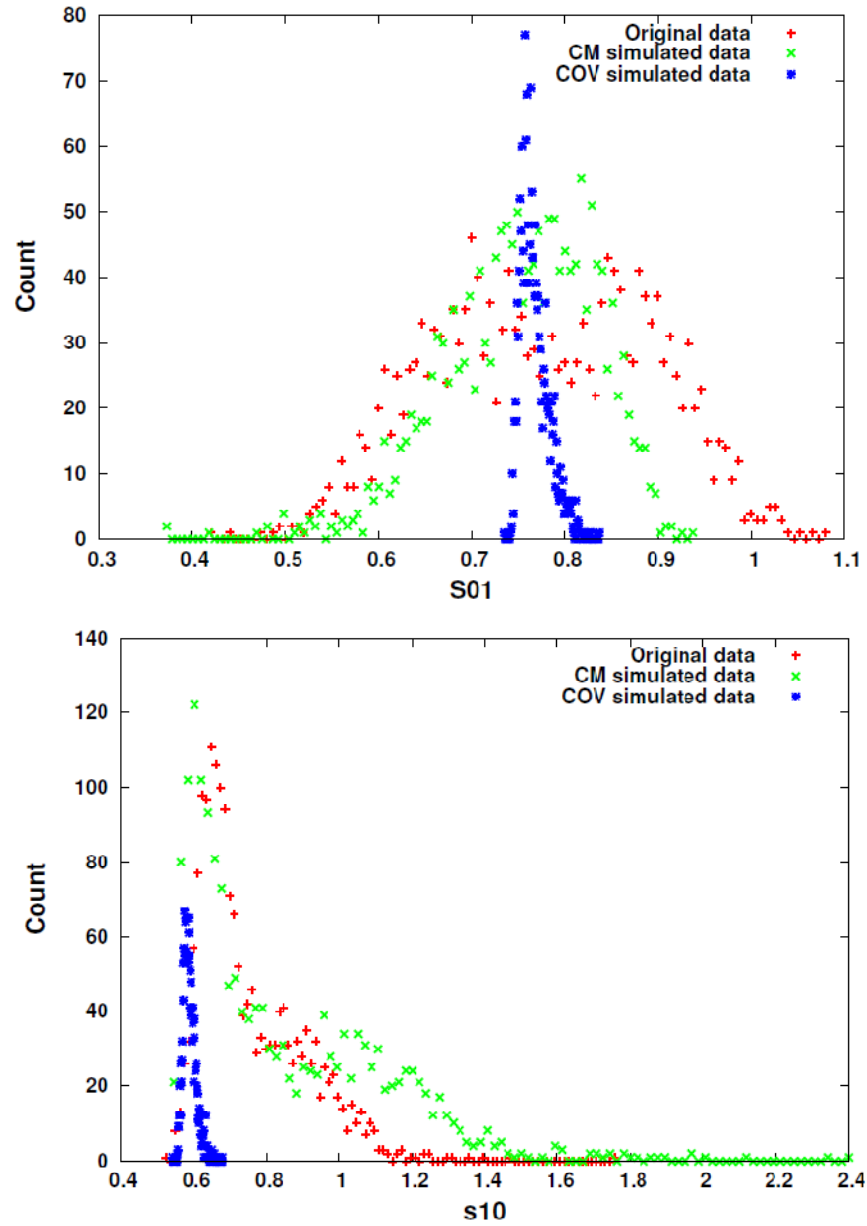 80
70
60
50
40
30
20
10
0
Count
Original data
CM simulated data
COV simulated data
0.3 0.4 0.5 0.6 0.7 0.8 0.9 1 1.1
S01
140
120
100
80
60
40
20
0
Count
Original data
CM simulated data
COV simulated data
0.4 0.6 0.8 1 1.2 1.4 1.6 1.8 2 2.2 2.4
s10